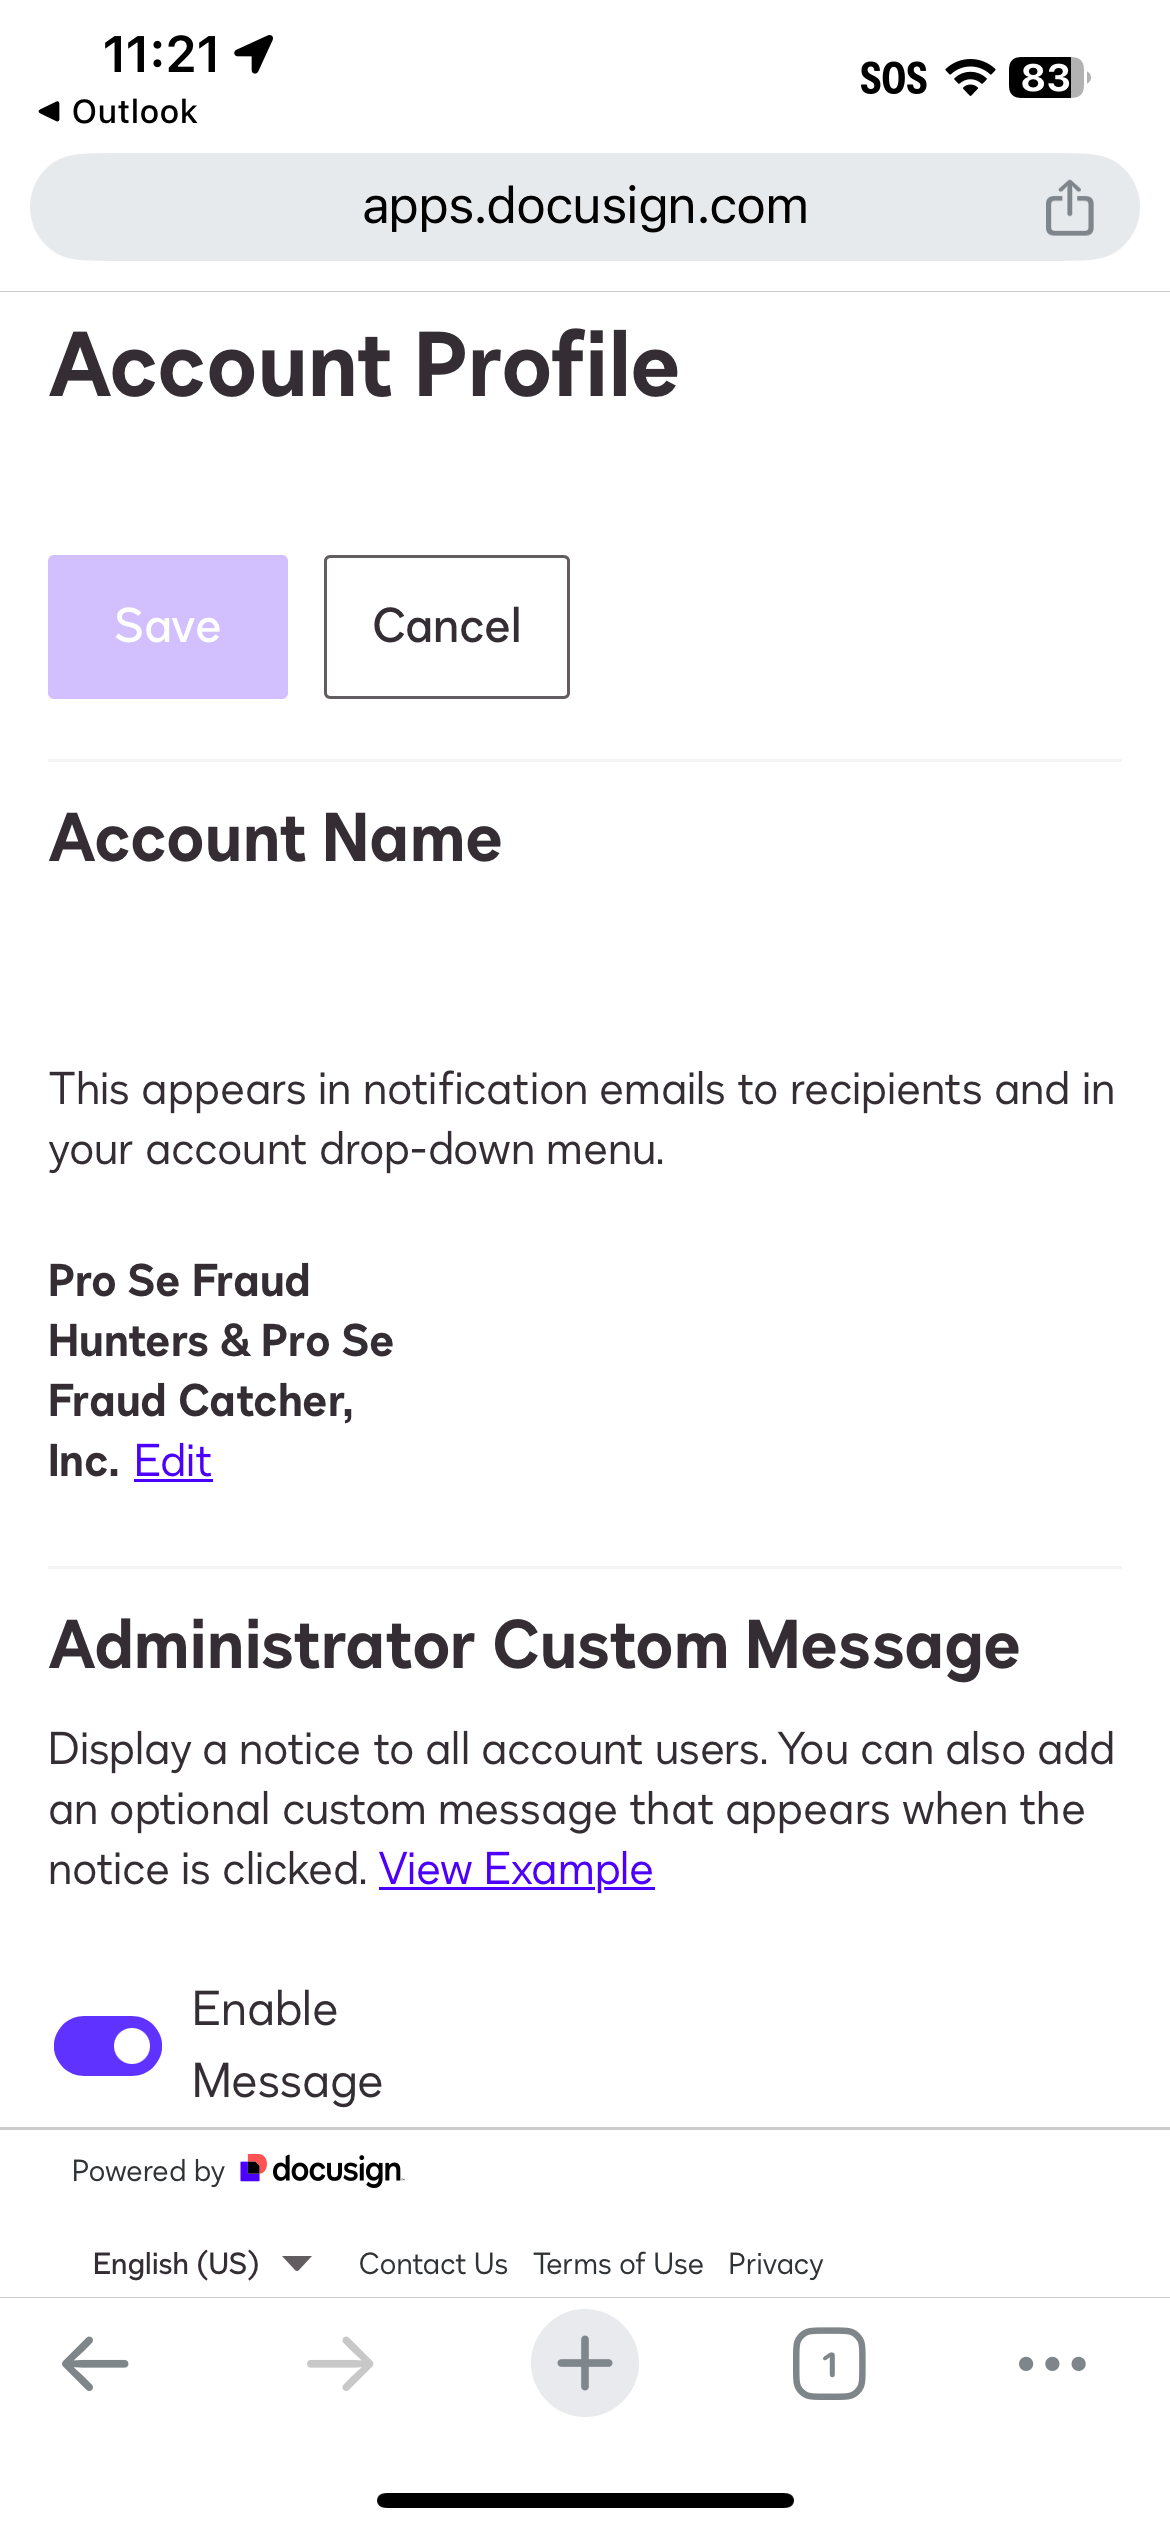 11:21
SOS 83
Outlook
apps.docusign.com
Account Profile
Save Cancel
Account Name
This appears in notification emails to recipients and in
your account drop-down menu.
Pro Se Fraud
Hunters & Pro Se
Fraud Catcher,
Inc. Edit
Administrator Custom Message
Display a notice to all account users. You can also add
an optional custom message that appears when the
notice is clicked. View Example
Enable
Message
Powered by docusign
English (US) Contact Us Terms of Use Privacy
1